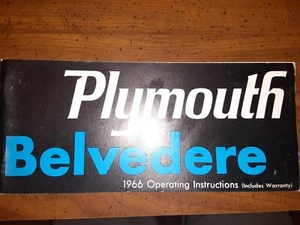 Plymouth
Belvedere
1966 Operating Instructions (Includes Warranty)